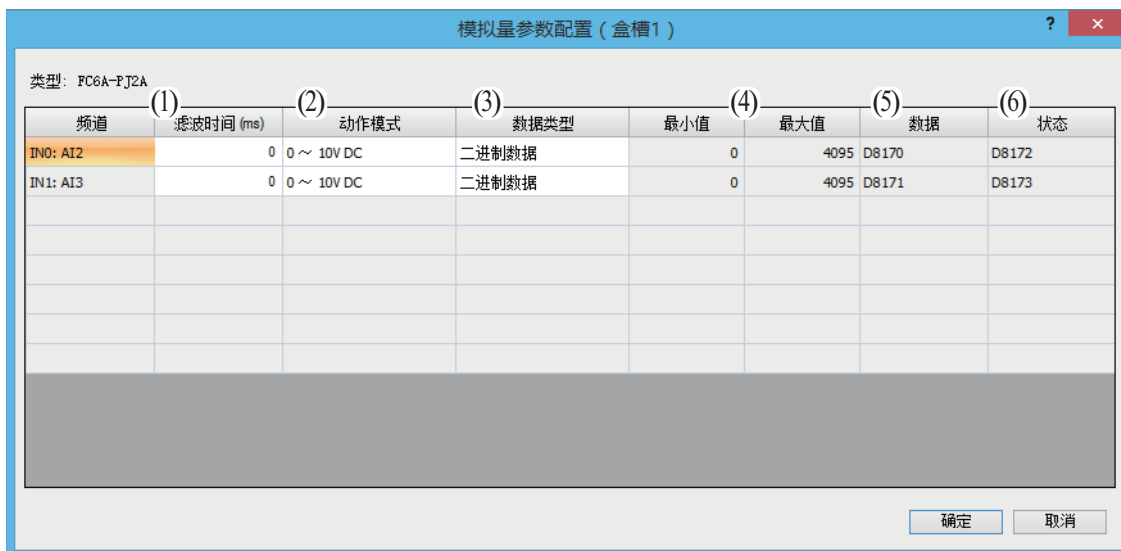 模拟量参数配置（盒槽1） ? ×
类型: FC6A-PJ2A
(1) (2) (3) (4) (5) (6)
频道 滤波时间 (ms) 动作模式 数据类型 最小值 最大值 数据 状态
IN0: AI2 0 0 ～ 10V DC 二进制数据 0 4095 D8170 D8172
IN1: AI3 0 0 ～ 10V DC 二进制数据 0 4095 D8171 D8173
确定 取消